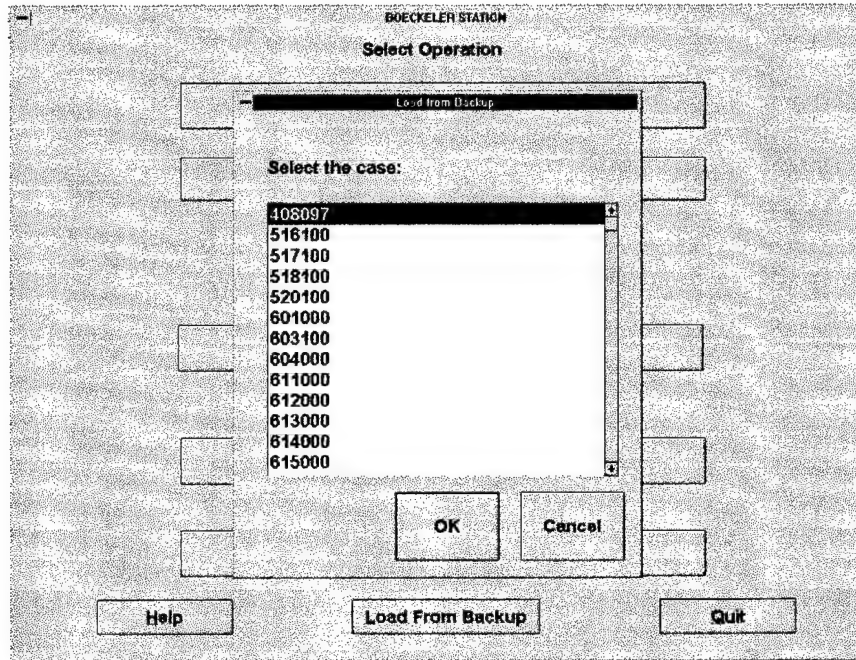 BOECKELER STATION
Select Operation
Load from Backup
Select the case:
408097
516100
517100
518100
520100
601000
603100
604000
611000
612000
613000
614000
615000
OK Cancel
Help Load From Backup Quit